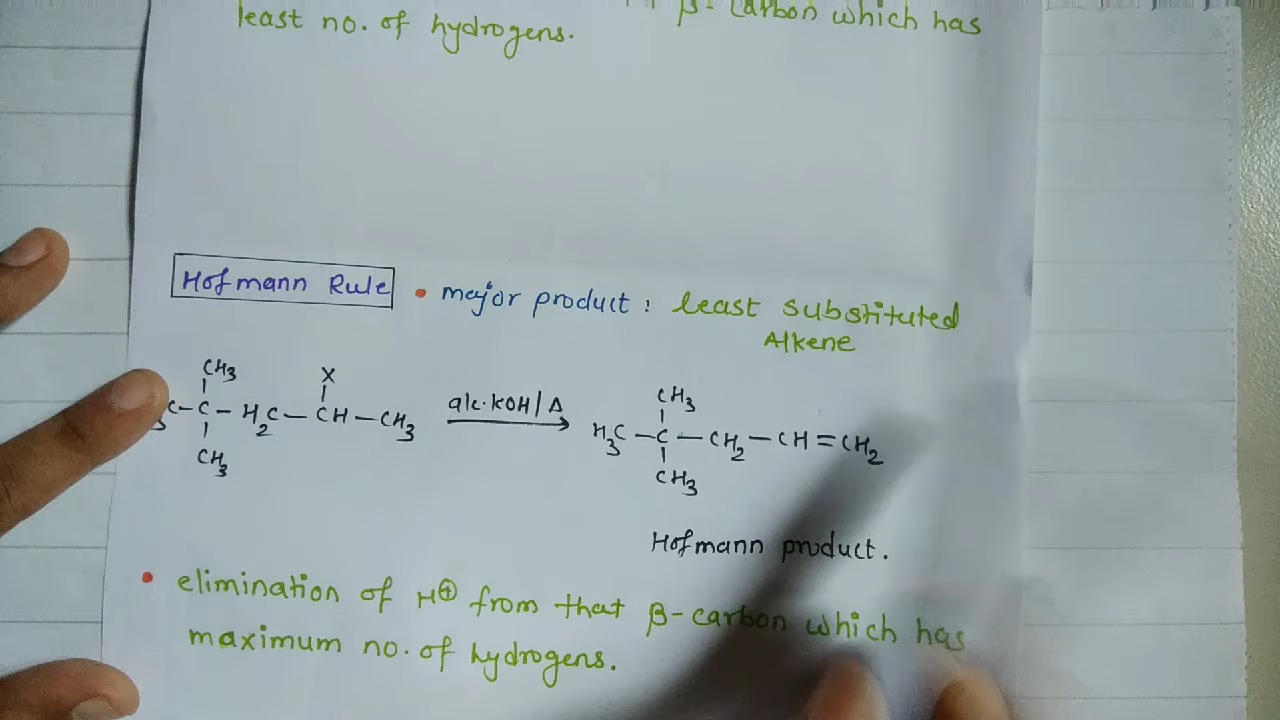 β-carbon which has
least no. of hydrogens.
Hofmann Rule • major product : least substituted
Alkene
CH3 X
C-C-H2C-CH-CH3 alc.KOH/Δ CH3
H3C-C-CH2-CH=CH2
CH3 CH3
Hofmann product.
• elimination of H⊕ from that β-carbon which has
maximum no. of hydrogens.